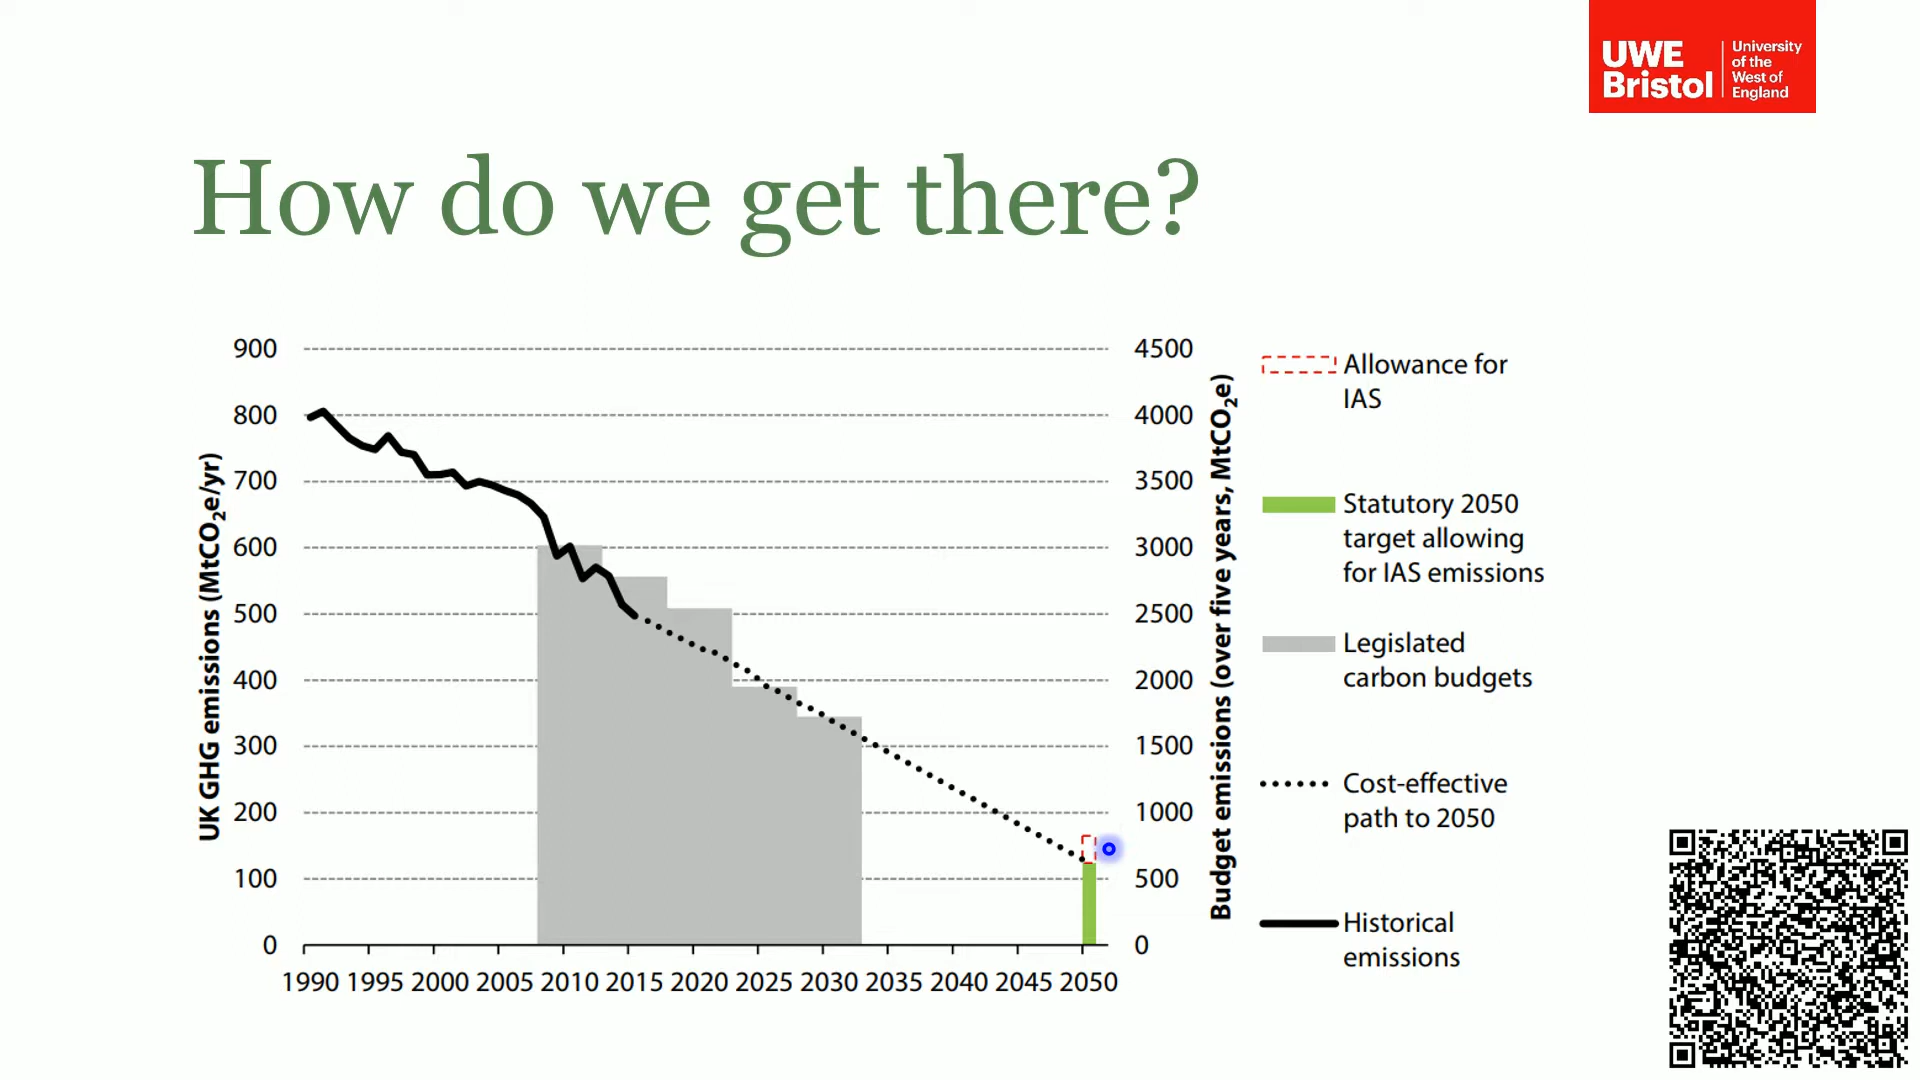 UWE
Bristol
University
of the
West of
England
How do we get there?
UK GHG emissions (MtCO₂e/yr)
900
800
700
600
500
400
300
200
100
0
1990 1995 2000 2005 2010 2015 2020 2025 2030 2035 2040 2045 2050
4500
4000
3500
3000
2500
2000
1500
1000
500
0
Budget emissions (over five years, MtCO₂e)
Allowance for
IAS
Statutory 2050
target allowing
for IAS emissions
Legislated
carbon budgets
Cost-effective
path to 2050
Historical
emissions